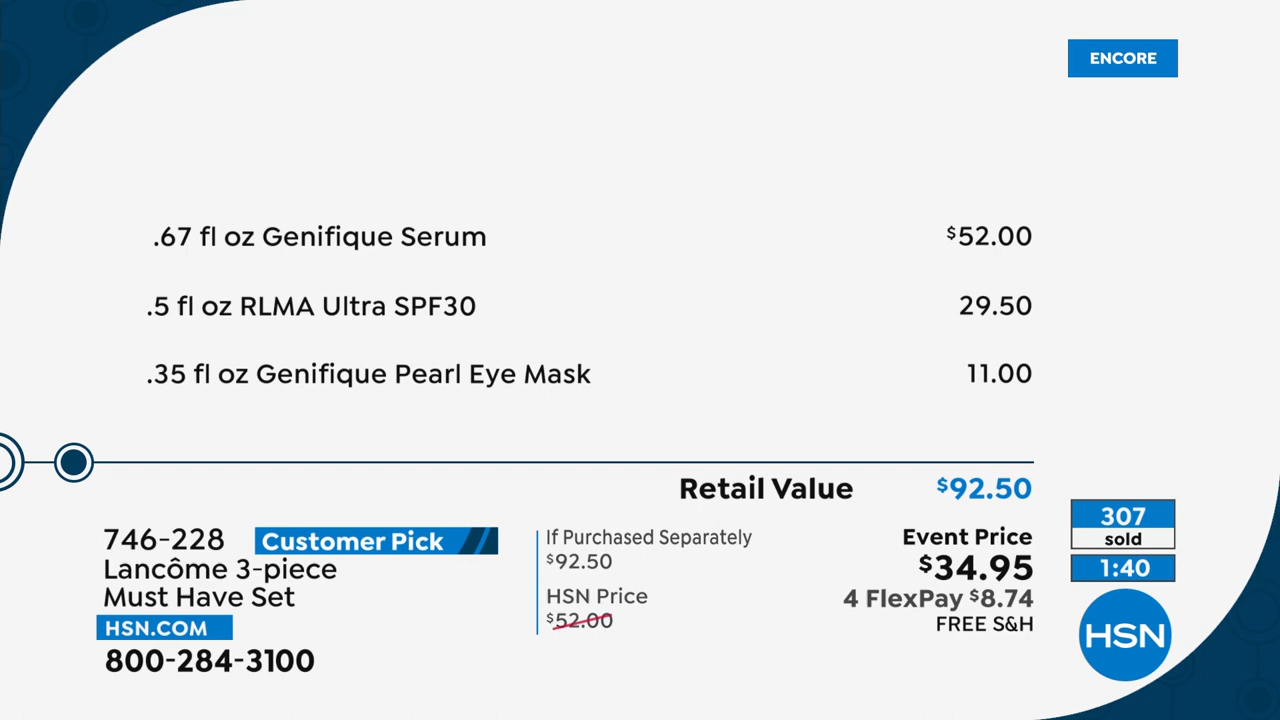 ENCORE
.67 fl oz Genifique Serum $52.00
.5 fl oz RLMA Ultra SPF30 29.50
.35 fl oz Genifique Pearl Eye Mask 11.00
Retail Value $92.50
746-228 Customer Pick
Lancôme 3-piece
Must Have Set
HSN.COM
800-284-3100
If Purchased Separately
$92.50
HSN Price
$52.00
Event Price
$34.95
4 FlexPay $8.74
FREE S&H
307
sold
1:40
HSN